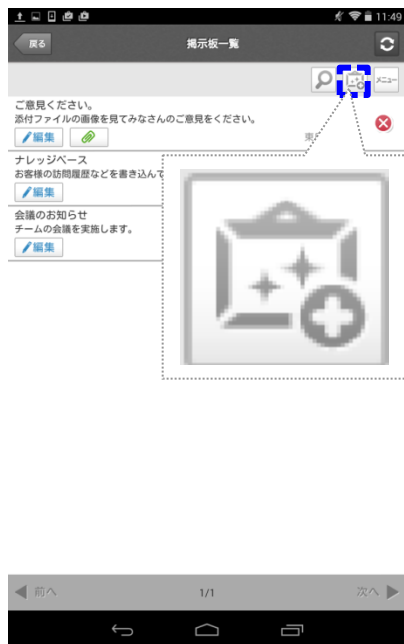 11:49
戻る
掲示板一覧
メニュー
ご意見ください。
添付ファイルの画像を見てみなさんのご意見をください。
編集
東
ナレッジベース
お客様の訪問履歴などを書き込んで
編集
会議のお知らせ
チームの会議を実施します。
編集
前へ
1/1
次へ